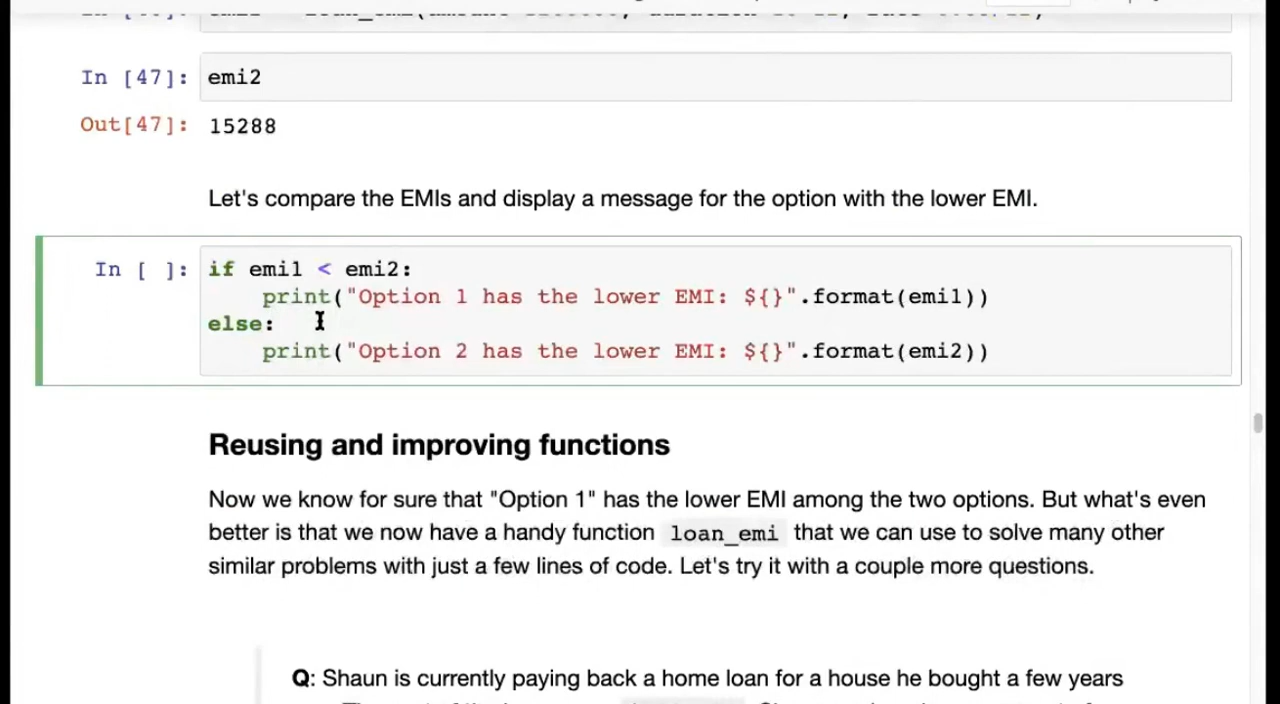 In [47]: emi2
Out[47]: 15288
Let's compare the EMIs and display a message for the option with the lower EMI.
In [ ]: if emi1 < emi2:
    print("Option 1 has the lower EMI: ${}".format(emi1))
else:
    print("Option 2 has the lower EMI: ${}".format(emi2))
Reusing and improving functions
Now we know for sure that "Option 1" has the lower EMI among the two options. But what's even
better is that we now have a handy function loan_emi that we can use to solve many other
similar problems with just a few lines of code. Let's try it with a couple more questions.
Q: Shaun is currently paying back a home loan for a house he bought a few years